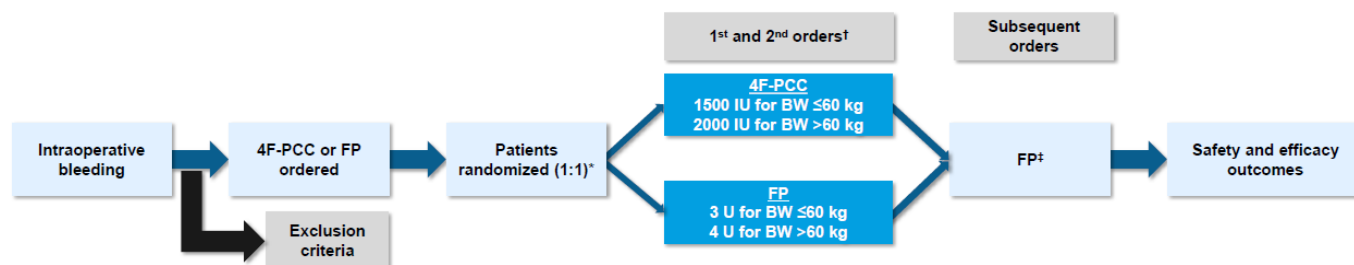 1st and 2nd orders†
Subsequent
orders
4F-PCC
1500 IU for BW ≤60 kg
2000 IU for BW >60 kg
Intraoperative
bleeding
4F-PCC or FP
ordered
Patients
randomized (1:1)*
FP‡
Safety and efficacy
outcomes
FP
3 U for BW ≤60 kg
4 U for BW >60 kg
Exclusion
criteria